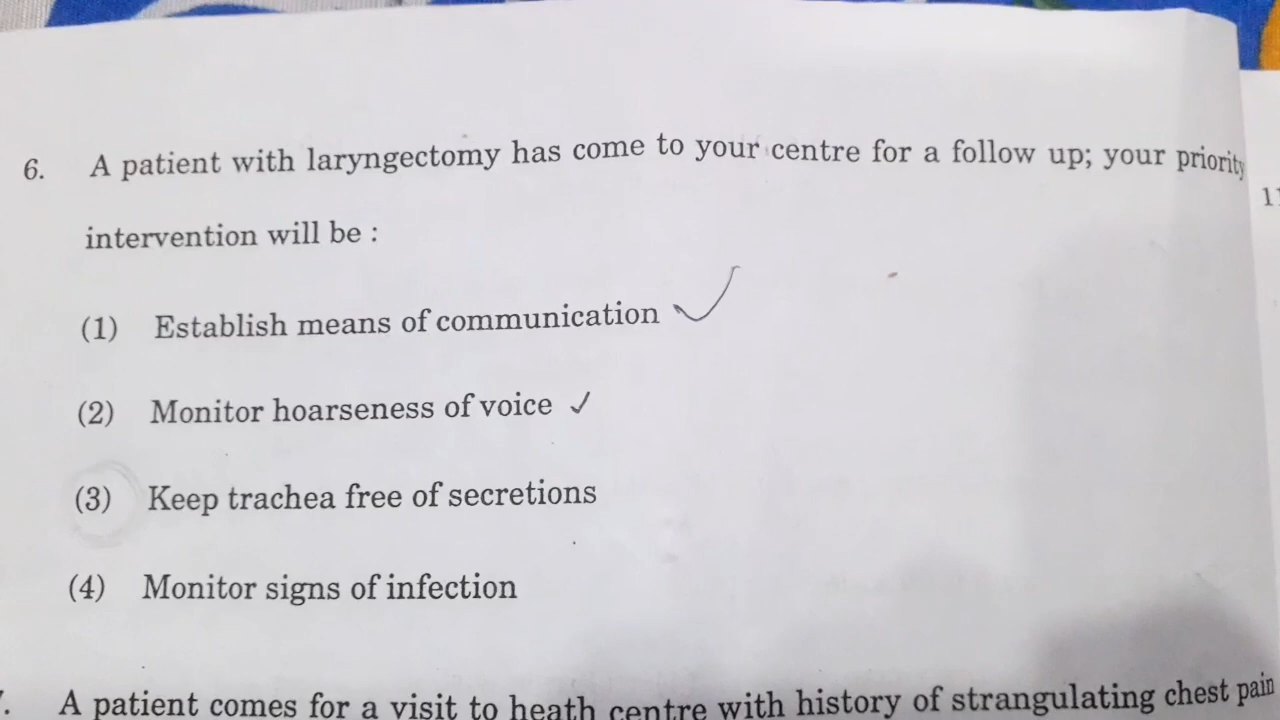 6. A patient with laryngectomy has come to your centre for a follow up; your priority
intervention will be :
(1) Establish means of communication
(2) Monitor hoarseness of voice
(3) Keep trachea free of secretions
(4) Monitor signs of infection
A patient comes for a visit to heath centre with history of strangulating chest pain